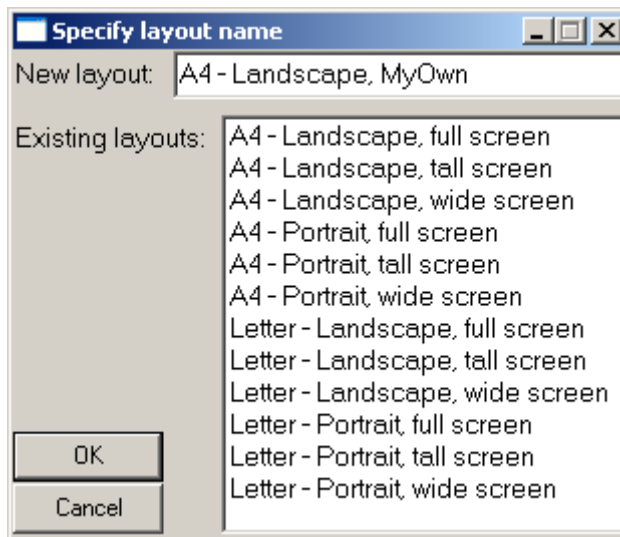 Specify layout name
New layout: A4 - Landscape, MyOwn
Existing layouts:
A4 - Landscape, full screen
A4 - Landscape, tall screen
A4 - Landscape, wide screen
A4 - Portrait, full screen
A4 - Portrait, tall screen
A4 - Portrait, wide screen
Letter - Landscape, full screen
Letter - Landscape, tall screen
Letter - Landscape, wide screen
Letter - Portrait, full screen
Letter - Portrait, tall screen
Letter - Portrait, wide screen
OK
Cancel